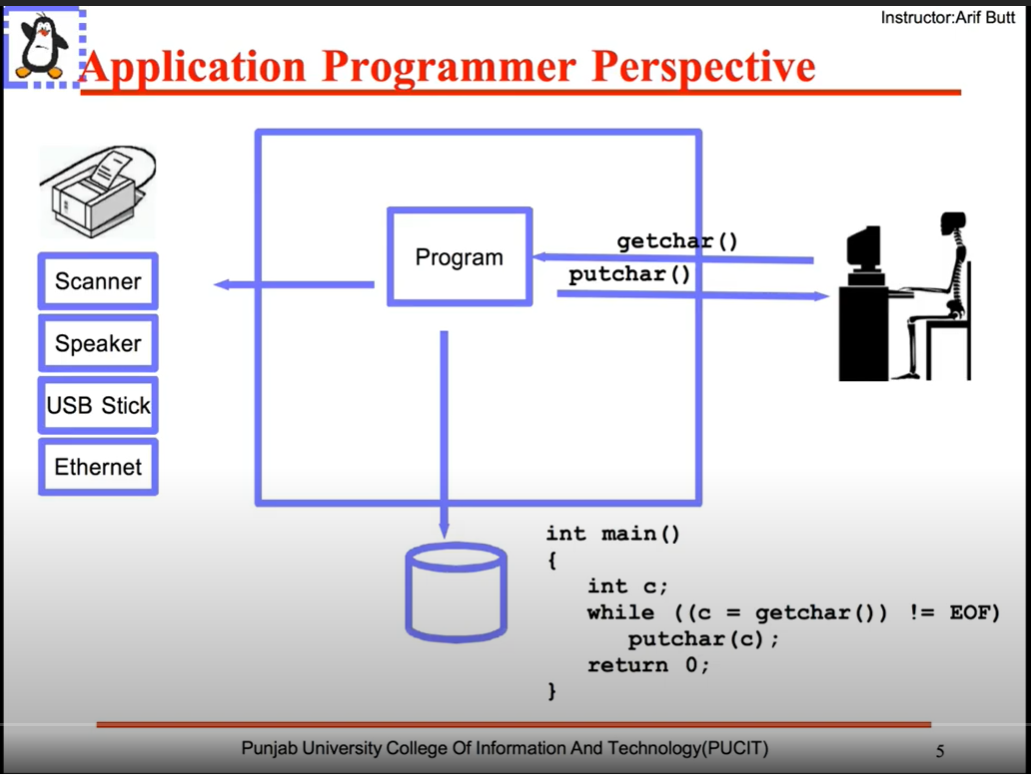 Instructor:Arif Butt
Application Programmer Perspective
Scanner
Speaker
USB Stick
Ethernet
Program
getchar()
putchar()
int main()
{
int c;
while ((c = getchar()) != EOF)
putchar(c);
return 0;
}
Punjab University College Of Information And Technology(PUCIT)
5